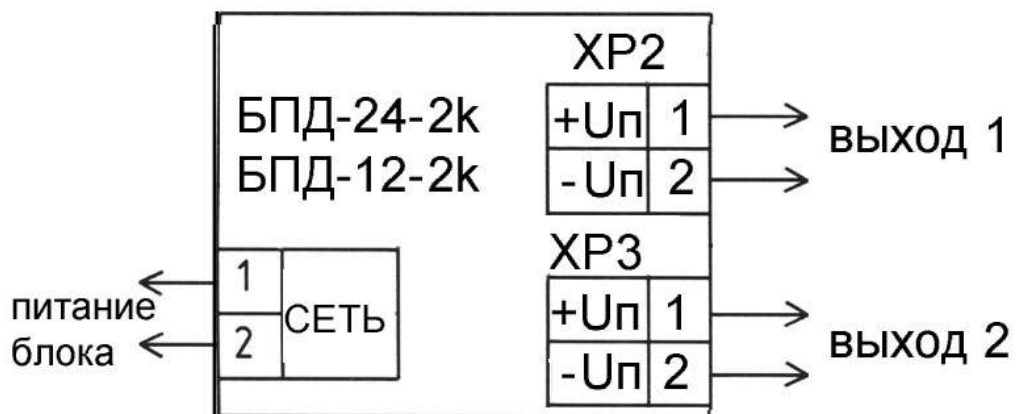 XP2
БПД-24-2k
БПД-12-2k
+Uп 1
-Uп 2
выход 1
XP3
+Uп 1
-Uп 2
выход 2
1
2
СЕТЬ
питание
блока